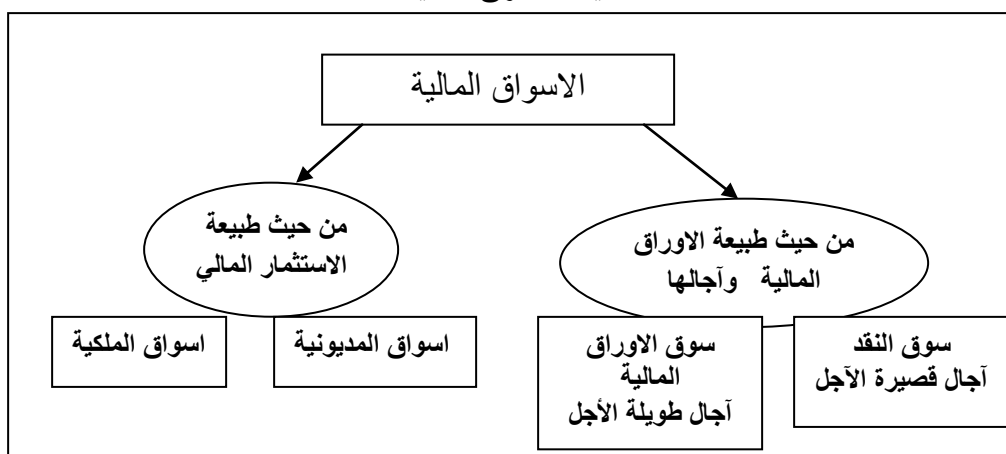 الاسواق المالية
من حيث طبيعة الاوراق
المالية وآجالها
من حيث طبيعة
الاستثمار المالي
سوق النقد
آجال قصيرة الآجل
سوق الاوراق
المالية
آجال طويلة الأجل
اسواق المديونية
اسواق الملكية